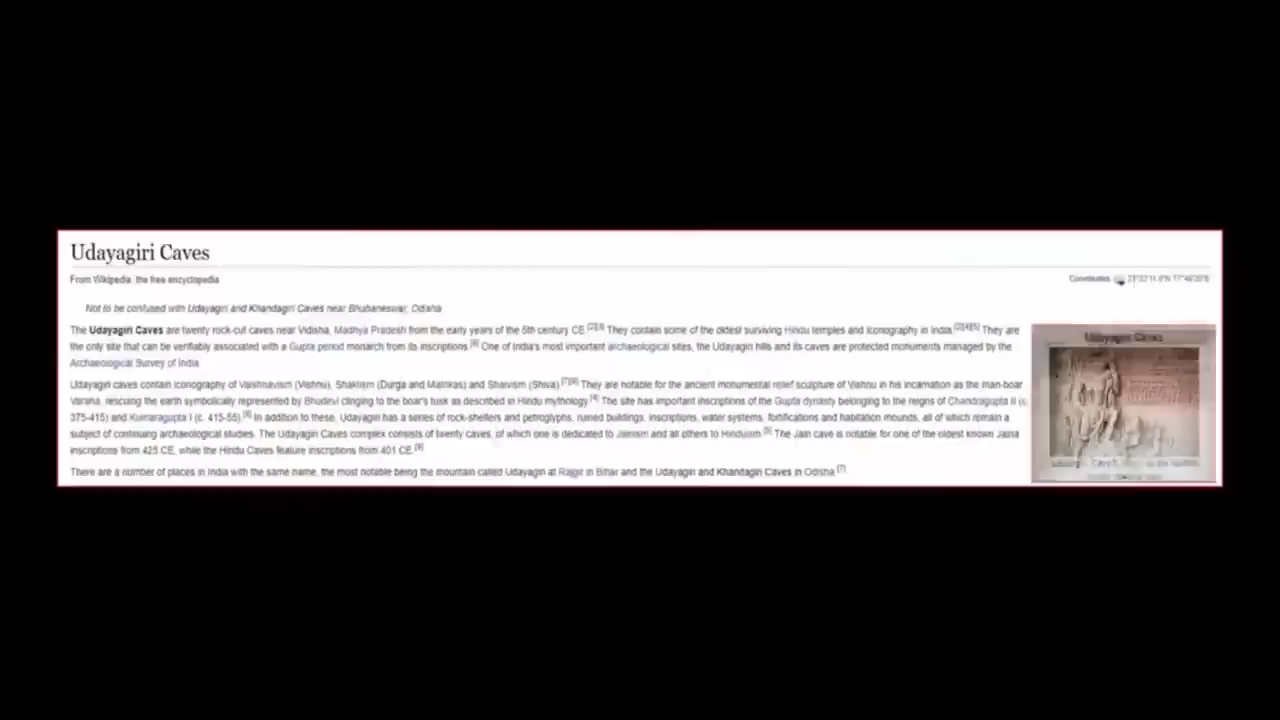 Udayagiri Caves
From Wikipedia, the free encyclopedia
Coordinates
Not to be confused with Udayagiri and Khandagiri Caves near Bhubaneswar, Odisha
The Udayagiri Caves are twenty rock-cut caves near Vidisha, Madhya Pradesh from the early years of the 5th century CE.[2][3] They contain some of the oldest surviving Hindu temples and iconography in India.[2][4][5] They are
the only site that can be verifiably associated with a Gupta period monarch from its inscriptions.[6] One of India's most important archaeological sites, the Udayagiri hills and its caves are protected monuments managed by the
Archaeological Survey of India
Udayagiri Caves
Udayagiri caves contain iconography of Vaishnavism (Vishnu), Shaktism (Durga and Matrikas) and Shaivism (Shiva).[7][8] They are notable for the ancient monumental relief sculpture of Vishnu in his incarnation as the man-boar
Varaha, rescuing the earth symbolically represented by Bhudevi clinging to the boar's tusk as described in Hindu mythology.[4] The site has important inscriptions of the Gupta dynasty belonging to the reigns of Chandragupta II (c.
375-415) and Kumaragupta I (c. 415-55).[9] In addition to these, Udayagiri has a series of rock-shelters and petroglyphs, ruined buildings, inscriptions, water systems, fortifications and habitation mounds, all of which remain a
subject of continuing archaeological studies. The Udayagiri Caves complex consists of twenty caves, of which one is dedicated to Jainism and all others to Hinduism.[5] The Jain cave is notable for one of the oldest known Jaina
inscriptions from 425 CE, while the Hindu Caves feature inscriptions from 401 CE.[9]
There are a number of places in India with the same name, the most notable being the mountain called Udayagiri at Rajgir in Bihar and the Udayagiri and Khandagiri Caves in Odisha.[7]